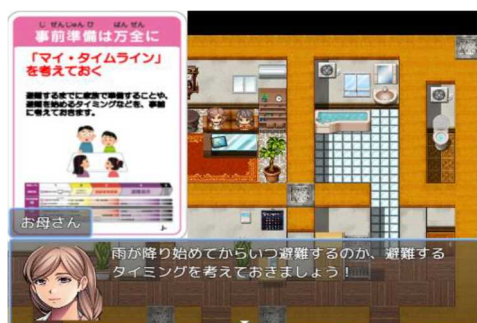 じぜんじゅんび ばんぜん
事前準備は万全に
「マイ・タイムライン」
を考えておく
避難するまでに家族で準備することや、
避難を始めるタイミングなどを、事前
に考えておきます。
お母さん
雨が降り始めてからいつ避難するのか、避難する
タイミングを考えておきましょう！